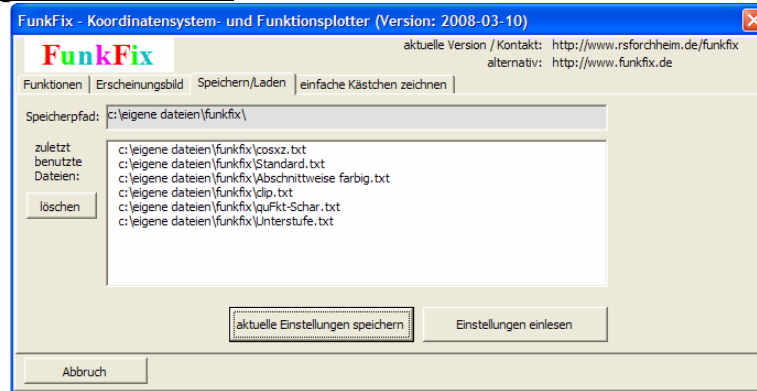 FunkFix - Koordinatensystem- und Funktionsplotter (Version: 2008-03-10)
FunkFix
aktuelle Version / Kontakt: http://www.rsforchheim.de/funkfix
alternativ: http://www.funkfix.de
Funktionen Erscheinungsbild Speichern/Laden einfache Kästchen zeichnen
Speicherpfad: c:\eigene dateien\funkfix\
zuletzt
benutzte
Dateien:
löschen
c:\eigene dateien\funkfix\cosxz.txt
c:\eigene dateien\funkfix\Standard.txt
c:\eigene dateien\funkfix\Abschnittweise farbig.txt
c:\eigene dateien\funkfix\clip.txt
c:\eigene dateien\funkfix\quFkt-Schar.txt
c:\eigene dateien\funkfix\Unterstufe.txt
aktuelle Einstellungen speichern Einstellungen einlesen
Abbruch